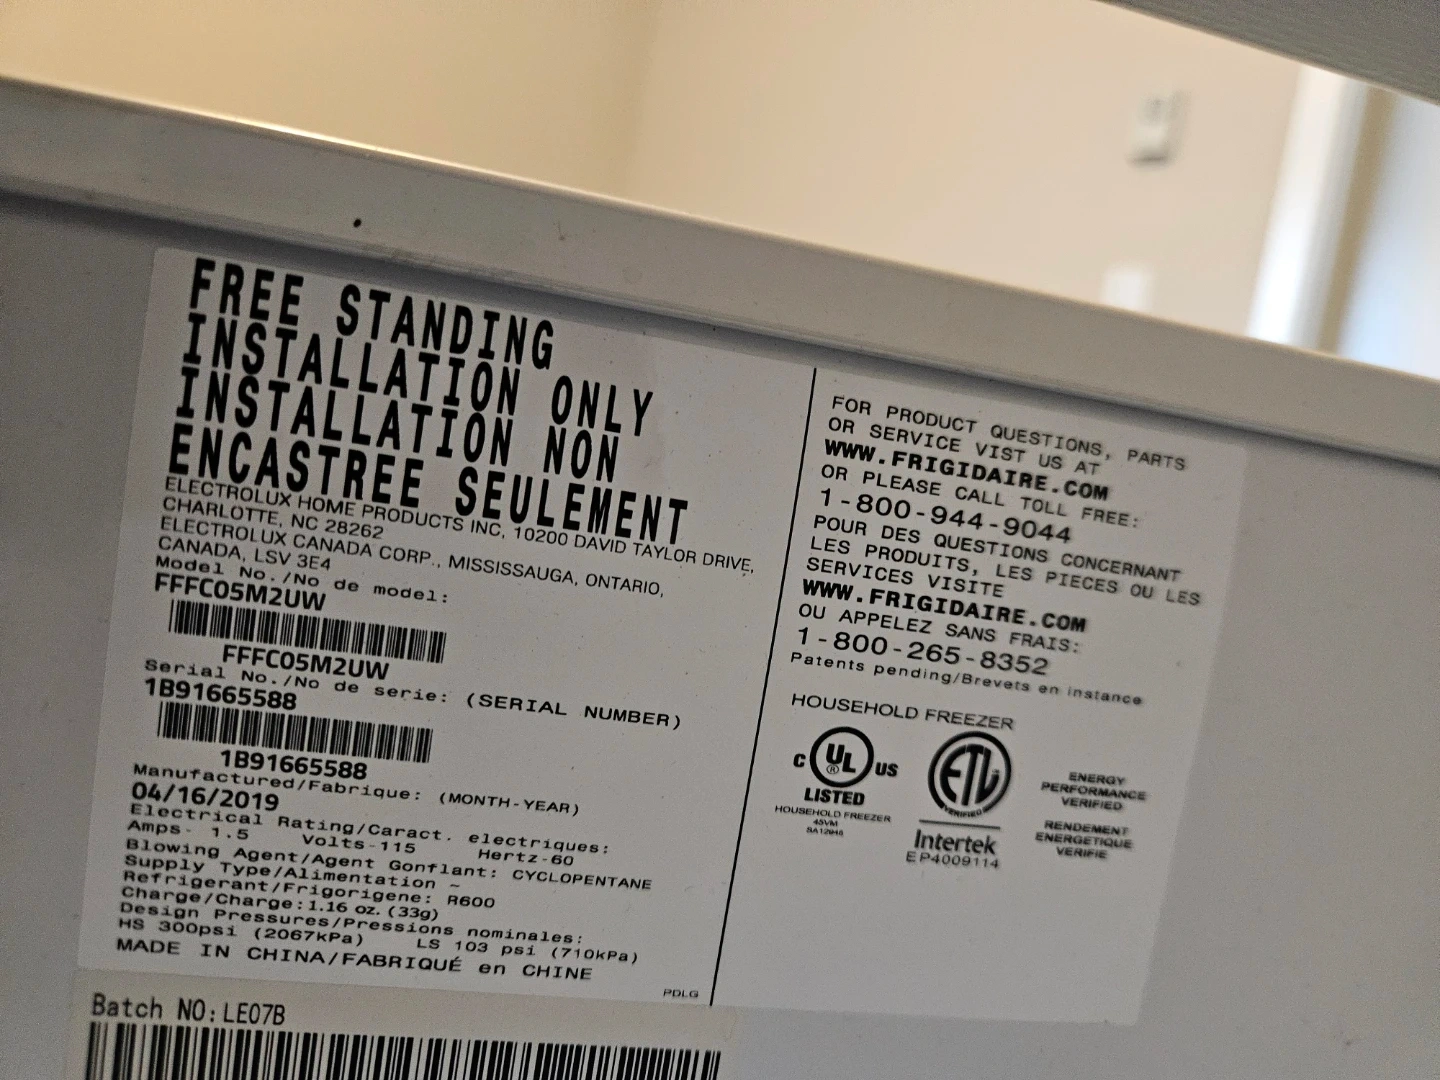 FREE STANDING
INSTALLATION ONLY
INSTALLATION NON
ENCASTREE SEULEMENT
ELECTROLUX HOME PRODUCTS INC, 10200 DAVID TAYLOR DRIVE,
CHARLOTTE, NC 28262
ELECTROLUX CANADA CORP., MISSISSAUGA, ONTARIO,
CANADA, LSV 3E4
Model No./No de model:
FFFC05M2UW
FFFC05M2UW
Serial No./No de serie: (SERIAL NUMBER)
1B91665588
1B91665588
Manufactured/Fabrique: (MONTH-YEAR)
04/16/2019
Electrical Rating/Caract. electriques:
Amps- 1.5 Volts-115 Hertz-60
Blowing Agent/Agent Gonflant: CYCLOPENTANE
Supply Type/Alimentation ~
Refrigerant/Frigorigene: R600
Charge/Charge:1.16 oz. (33g)
Design Pressures/Pressions nominales:
HS 300psi (2067kPa) LS 103 psi (710kPa)
MADE IN CHINA/FABRIQUÉ en CHINE
PDLG
FOR PRODUCT QUESTIONS, PARTS
OR SERVICE VIST US AT
WWW.FRIGIDAIRE.COM
OR PLEASE CALL TOLL FREE:
1-800-944-9044
POUR DES QUESTIONS CONCERNANT
LES PRODUITS, LES PIECES OU LES
SERVICES VISITE
WWW.FRIGIDAIRE.COM
OU APPELEZ SANS FRAIS:
1-800-265-8352
Patents pending/Brevets en instance
HOUSEHOLD FREEZER
C UL ® US
LISTED
HOUSEHOLD FREEZER
45VM
SA12048
ETL
VERIFIED
Intertek
EP4009114
ENERGY
PERFORMANCE
VERIFIED
RENDEMENT
ENERGETIQUE
VERIFIE
Batch NO:LE07B